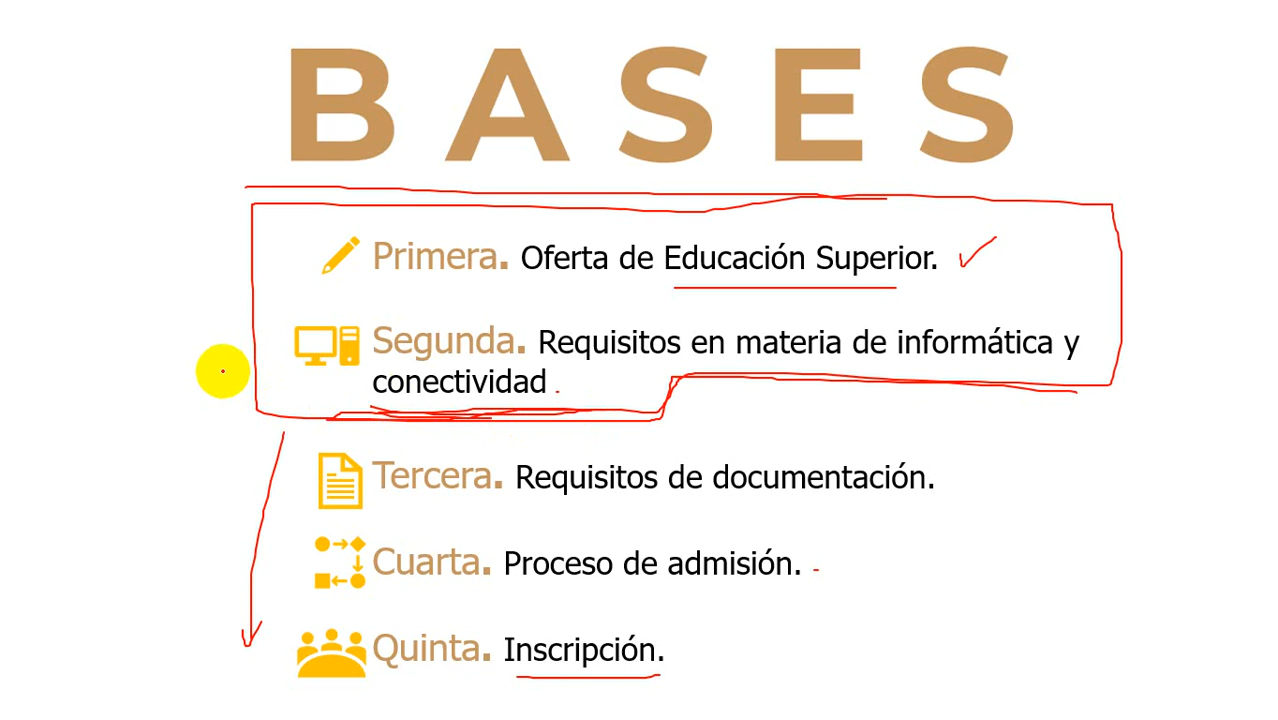 BASES
Primera. Oferta de Educación Superior.
Segunda. Requisitos en materia de informática y
conectividad
Tercera. Requisitos de documentación.
Cuarta. Proceso de admisión.
Quinta. Inscripción.